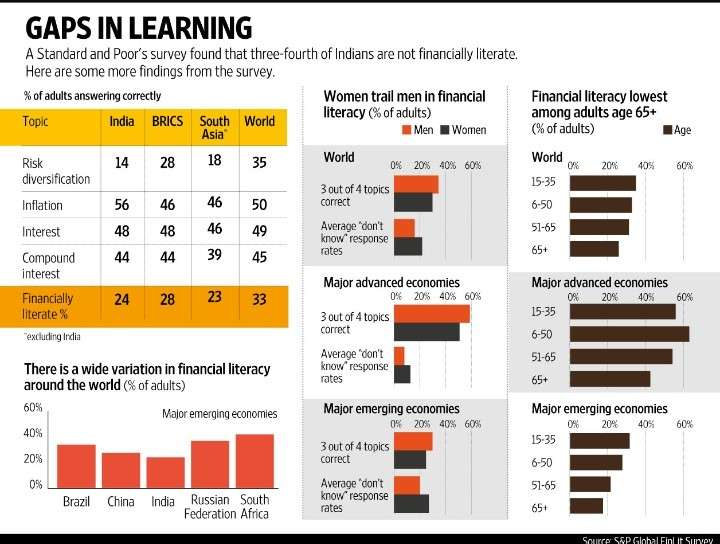 GAPS IN LEARNING
A Standard and Poor's survey found that three-fourth of Indians are not financially literate.
Here are some more findings from the survey.
% of adults answering correctly
Topic India BRICS South Asia* World
Risk diversification 14 28 18 35
Inflation 56 46 46 50
Interest 48 48 46 49
Compound interest 44 44 39 45
Financially literate % 24 28 23 33
*excluding India
There is a wide variation in financial literacy
around the world (% of adults)
Major emerging economies
60%
40%
20%
0%
Brazil China India Russian Federation South Africa
Women trail men in financial
literacy (% of adults)
Men Women
World
0% 20% 40% 60%
3 out of 4 topics
correct
Average "don't
know" response
rates
Major advanced economies
0% 20% 40% 60%
3 out of 4 topics
correct
Average "don't
know" response
rates
Major emerging economies
0% 20% 40% 60%
3 out of 4 topics
correct
Average "don't
know" response
rates
Financial literacy lowest
among adults age 65+
(% of adults)
Age
World
0% 20% 40% 60%
15-35
6-50
51-65
65+
Major advanced economies
0% 20% 40% 60%
15-35
6-50
51-65
65+
Major emerging economies
0% 20% 40% 60%
15-35
6-50
51-65
65+
Source: S&P Global FinLit Survey